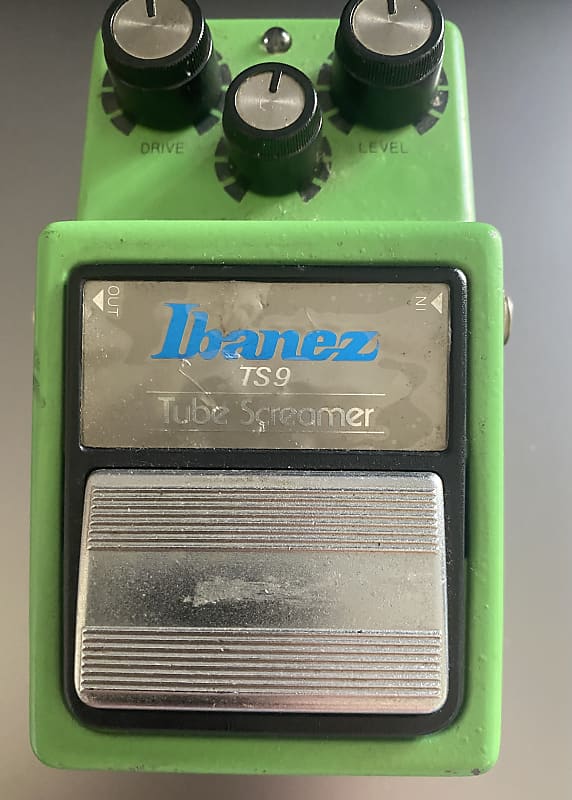 DRIVE
LEVEL
OUT
IN
Ibanez
TS9
Tube Screamer